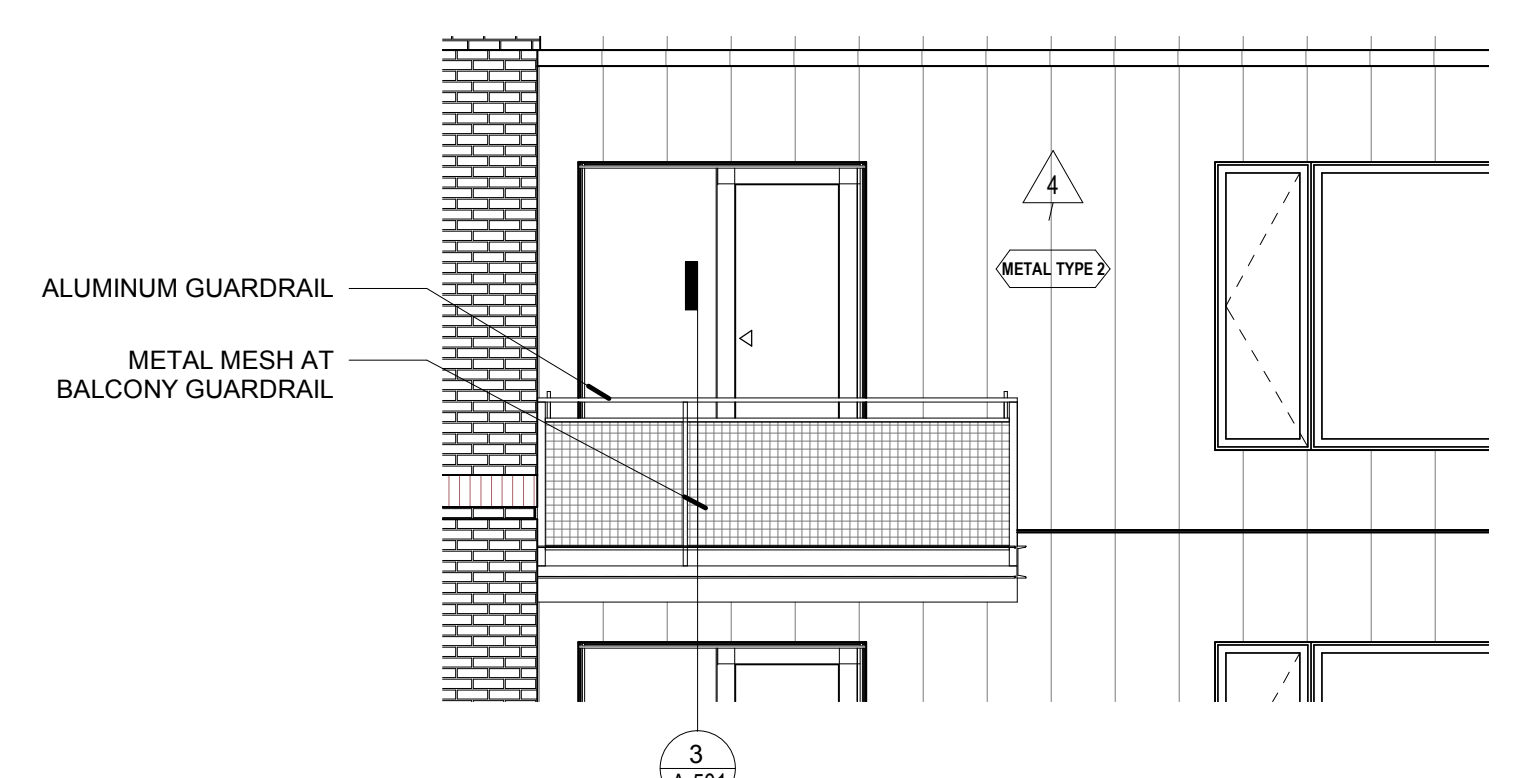 4
METAL TYPE 2
ALUMINUM GUARDRAIL
METAL MESH AT
BALCONY GUARDRAIL
3